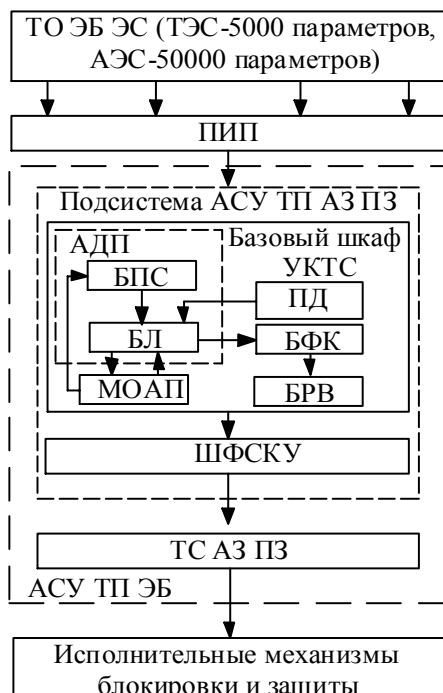 ТО ЭБ ЭС (ТЭС-5000 параметров,
АЭС-50000 параметров)
ПИП
Подсистема АСУ ТП АЗ ПЗ
АДП
Базовый шкаф
УКТС
БПС
ПД
БЛ
БФК
МОАП
БРВ
ШФСКУ
ТС АЗ ПЗ
АСУ ТП ЭБ
Исполнительные механизмы
блокировки и защиты